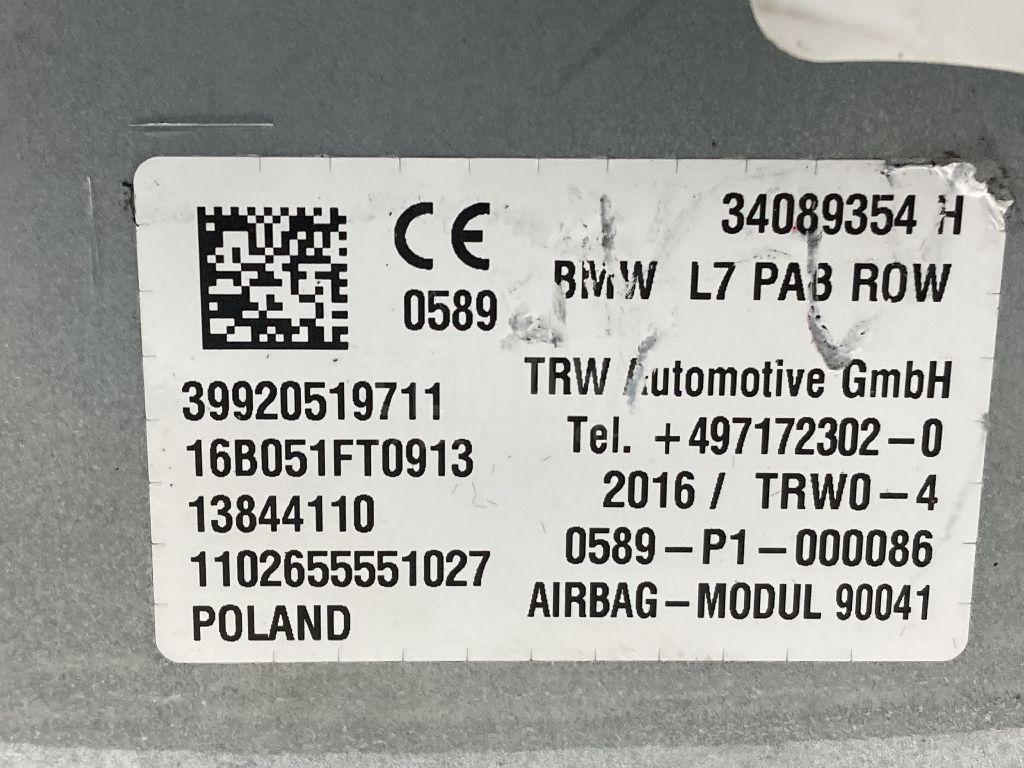 CE
0589
34089354 H
BMW L7 PAB ROW
TRW Automotive GmbH
Tel. +497172302-0
2016 / TRW0-4
0589-P1-000086
AIRBAG-MODUL 90041
39920519711
16B051FT0913
13844110
1102655551027
POLAND